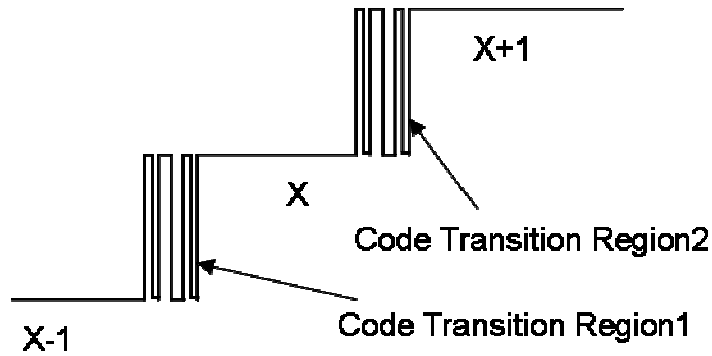 X+1
X
Code Transition Region2
Code Transition Region1
X-1